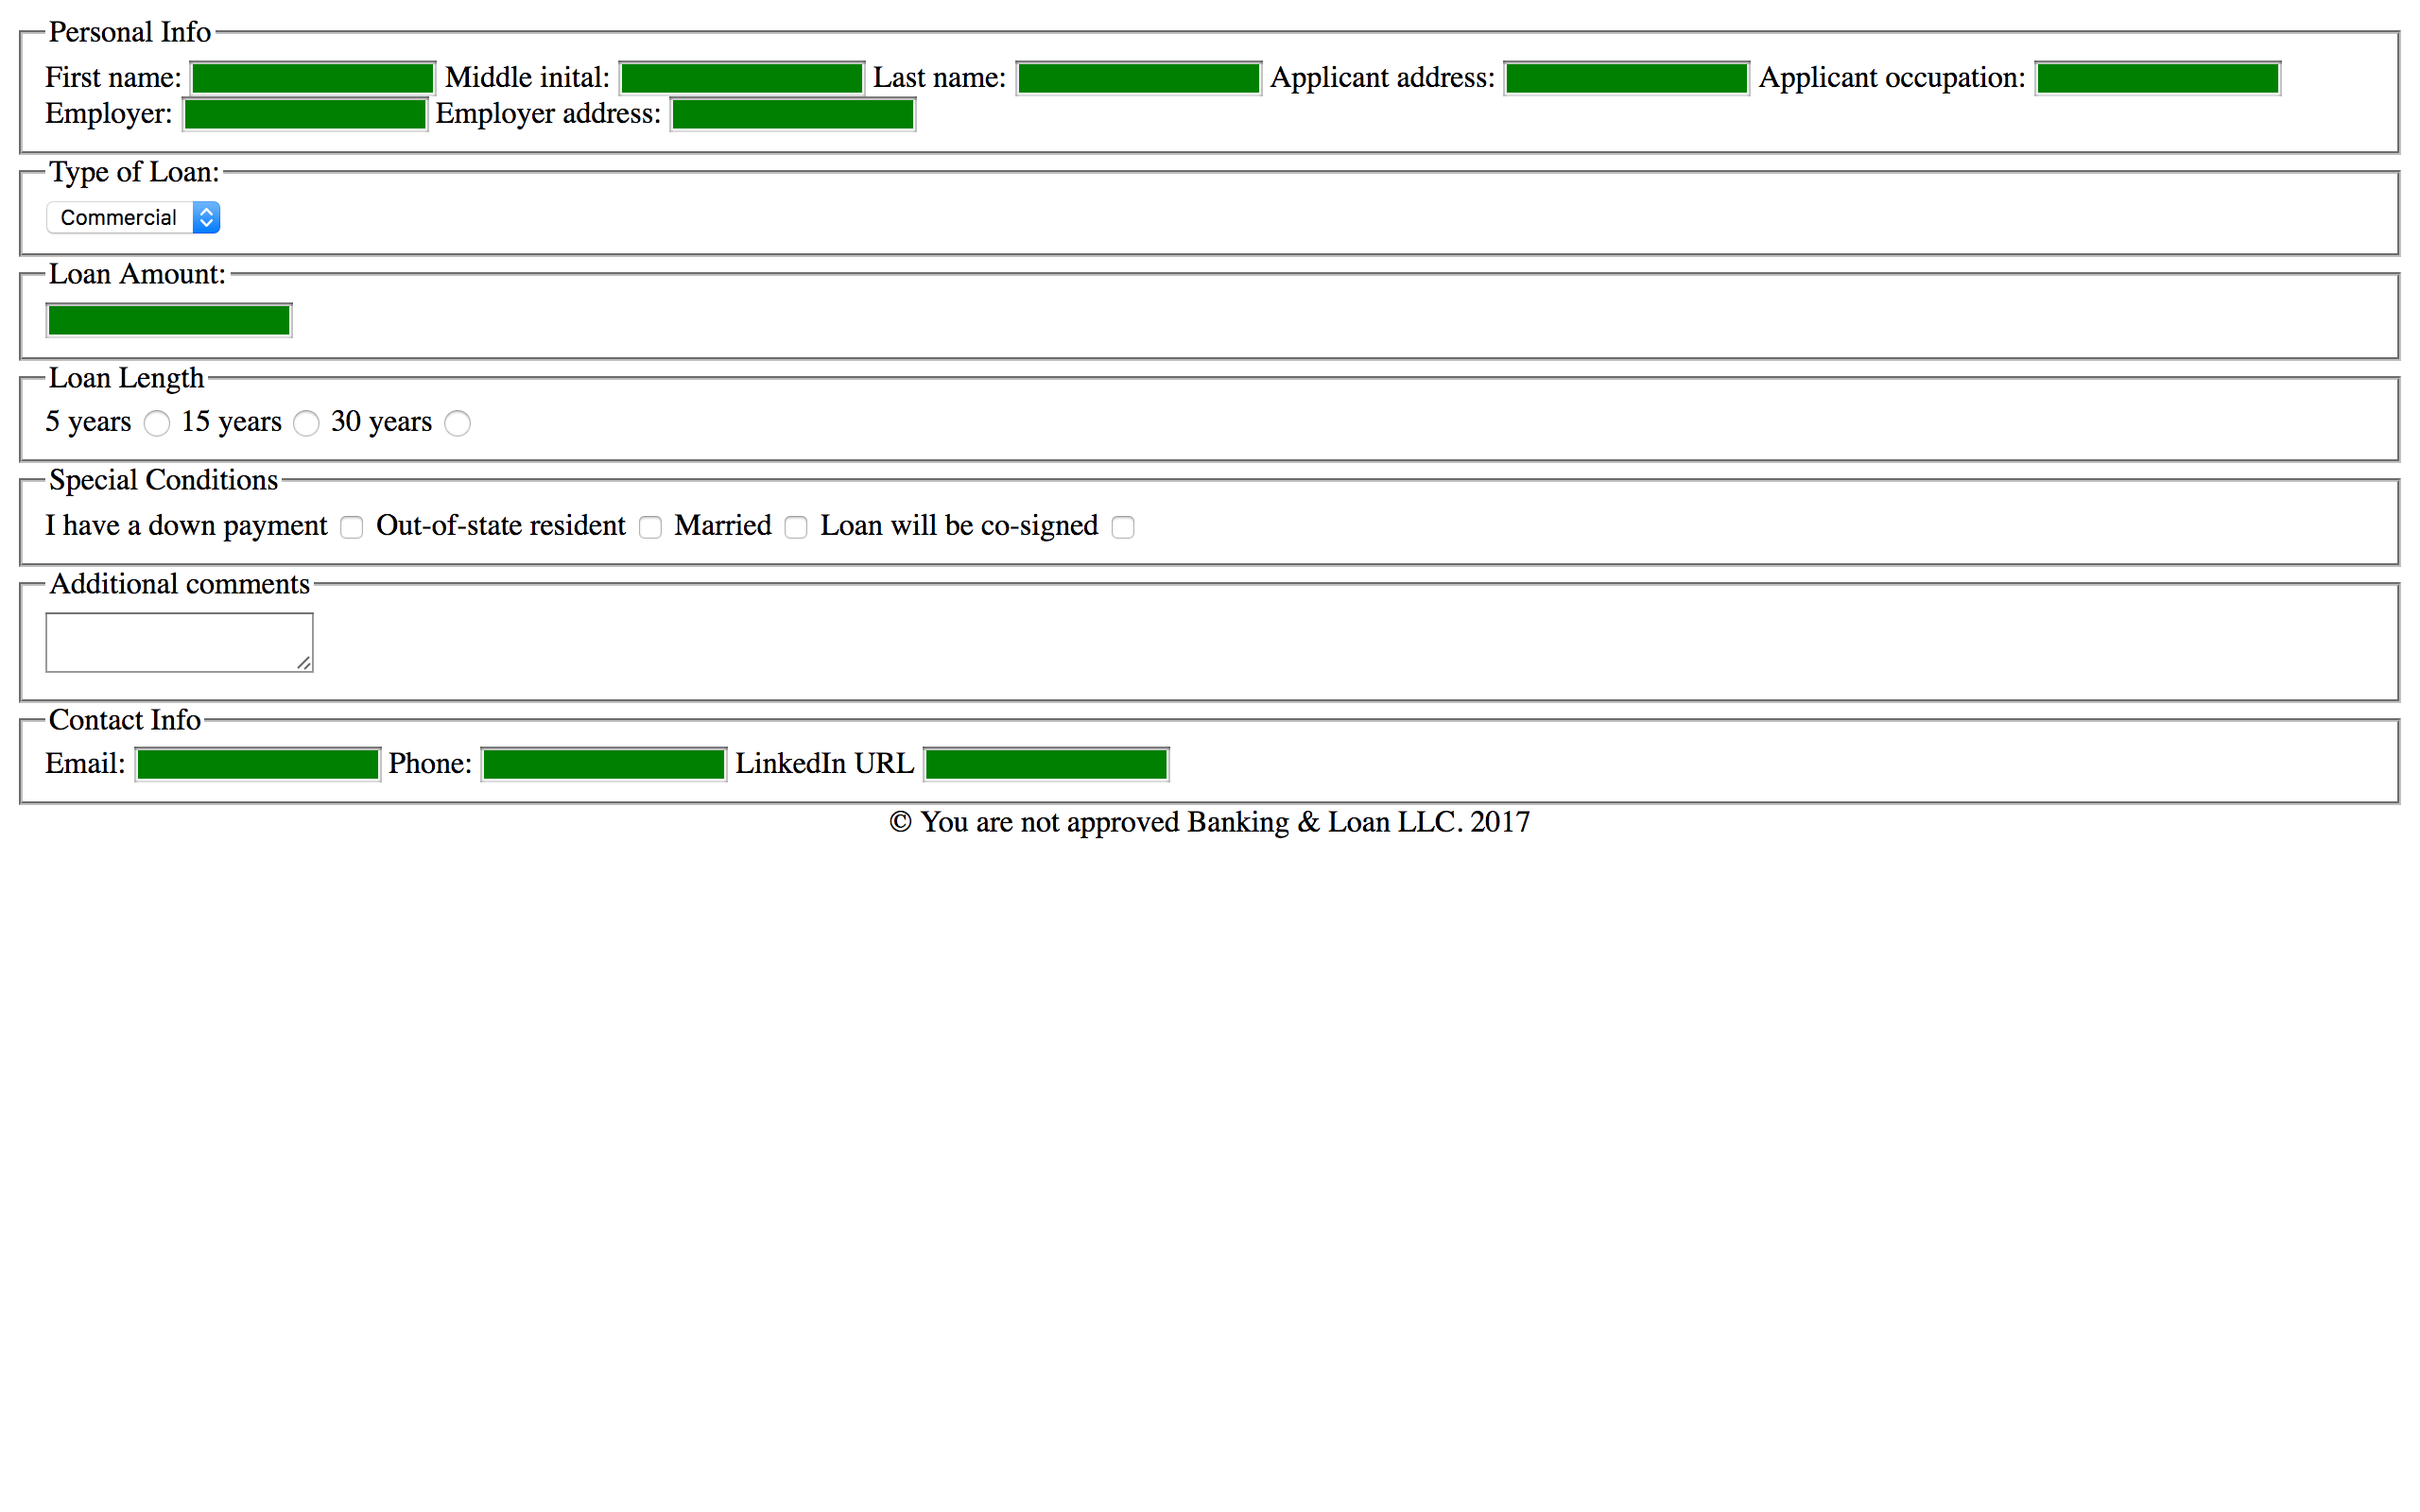 Personal Info
First name: Middle inital: Last name: Applicant address: Applicant occupation:
Employer: Employer address:
Type of Loan:
Commercial
Loan Amount:
Loan Length
5 years 15 years 30 years
Special Conditions
I have a down payment Out-of-state resident Married Loan will be co-signed
Additional comments
Contact Info
Email: Phone: LinkedIn URL
© You are not approved Banking & Loan LLC. 2017